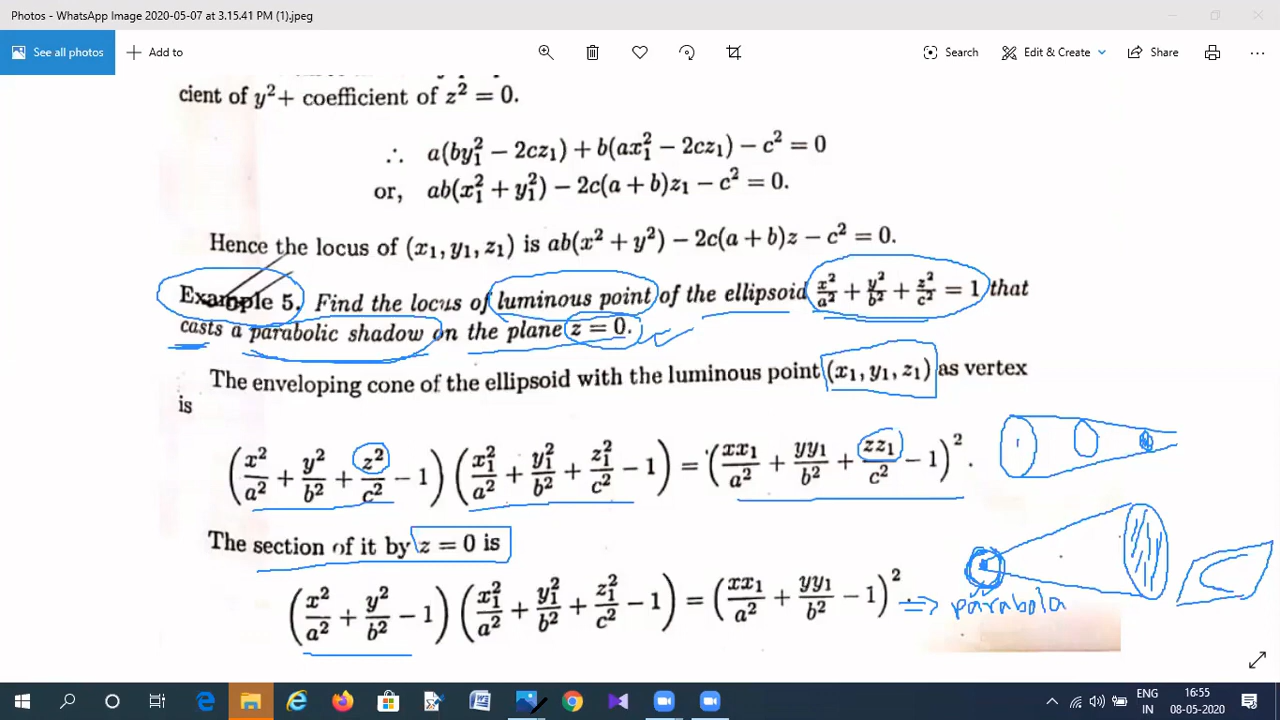 Photos - WhatsApp Image 2020-05-07 at 3.15.41 PM (1).jpeg
See all photos + Add to Search Edit & Create Share
cient of y²+ coefficient of z² = 0.
∴ a(by₁² − 2cz₁) + b(ax₁² − 2cz₁) − c² = 0
or, ab(x₁² + y₁²) − 2c(a + b)z₁ − c² = 0.
Hence the locus of (x₁, y₁, z₁) is ab(x² + y²) − 2c(a + b)z − c² = 0.
Example 5. Find the locus of luminous point of the ellipsoid x²/a² + y²/b² + z²/c² = 1 that
casts a parabolic shadow on the plane z = 0.
The enveloping cone of the ellipsoid with the luminous point (x₁, y₁, z₁) as vertex
is
(x²/a² + y²/b² + z²/c² − 1) (x₁²/a² + y₁²/b² + z₁²/c² − 1) = (xx₁/a² + yy₁/b² + zz₁/c² − 1)².
The section of it by z = 0 is
(x²/a² + y²/b² − 1) (x₁²/a² + y₁²/b² + z₁²/c² − 1) = (xx₁/a² + yy₁/b² − 1)². ⇒ parabola
ENG 16:55
IN 08-05-2020